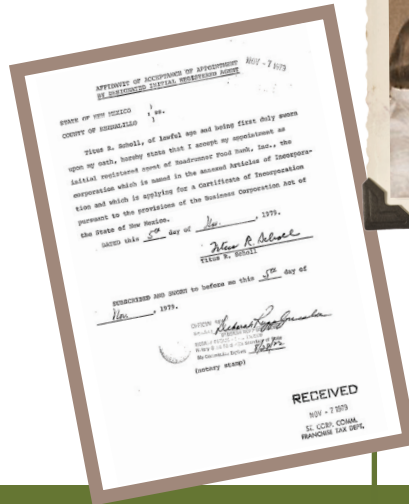 NOV - 7 1979
AFFIDAVIT OF ACCEPTANCE OF APPOINTMENT
BY DESIGNATED INITIAL REGISTERED AGENT
STATE OF NEW MEXICO )
: ss.
COUNTY OF BERNALILLO )
Titus R. Scholl, of lawful age and being first duly sworn
upon my oath, hereby state that I accept my appointment as
initial registered agent of Roadrunner Food Bank, Inc., the
corporation which is named in the annexed Articles of Incorpora-
tion and which is applying for a Certificate of Incorporation
pursuant to the provisions of the Business Corporation Act of
the State of New Mexico.
DATED this 5th day of Nov. , 1979.
Titus R. Scholl
Titus R. Scholl
SUBSCRIBED AND SWORN to before me this 5th day of
Nov. , 1979.
OFFICIAL
My Commission Expires
(notary stamp)
RECEIVED
NOV - 7 1979
ST. CORP. COMM.
FRANCHISE TAX DEPT.